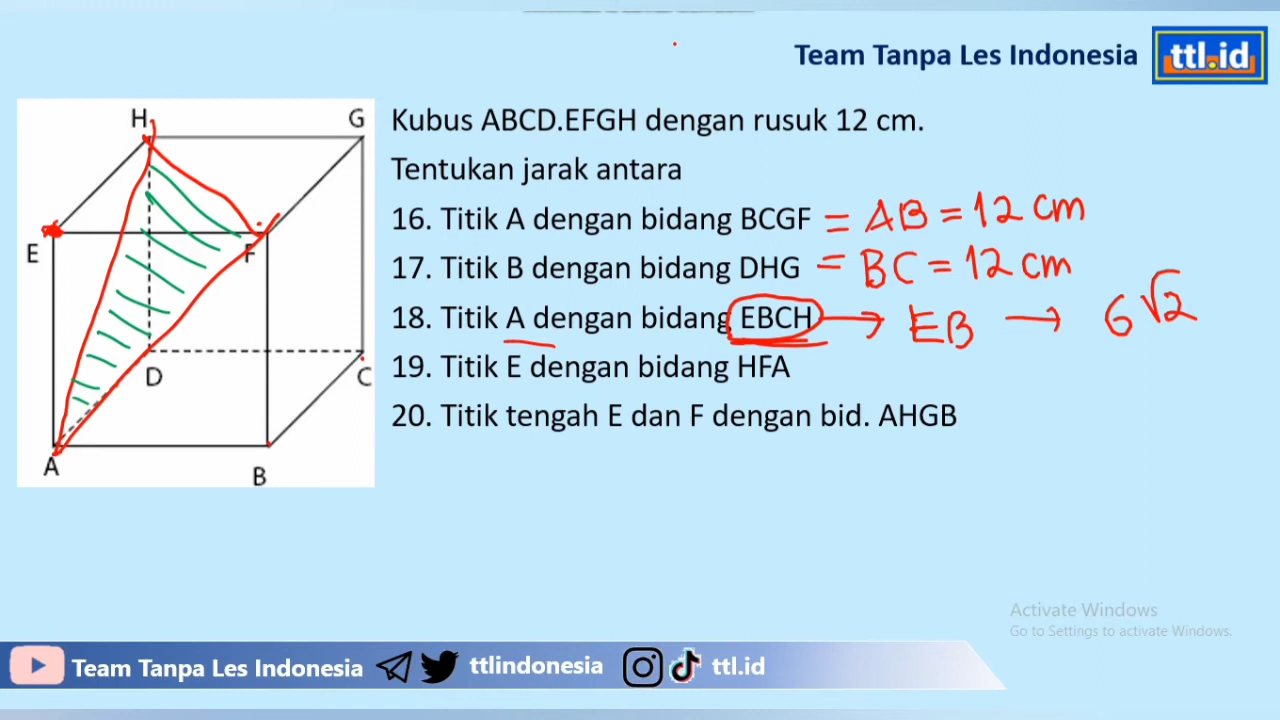 Team Tanpa Les Indonesia ttl.id
H G
E F
D C
A B
Kubus ABCD.EFGH dengan rusuk 12 cm.
Tentukan jarak antara
16. Titik A dengan bidang BCGF = AB = 12 cm
17. Titik B dengan bidang DHG = BC = 12 cm
18. Titik A dengan bidang EBCH → EB → 6√2
19. Titik E dengan bidang HFA
20. Titik tengah E dan F dengan bid. AHGB
Activate Windows
Go to Settings to activate Windows.
Team Tanpa Les Indonesia ttlindonesia ttl.id